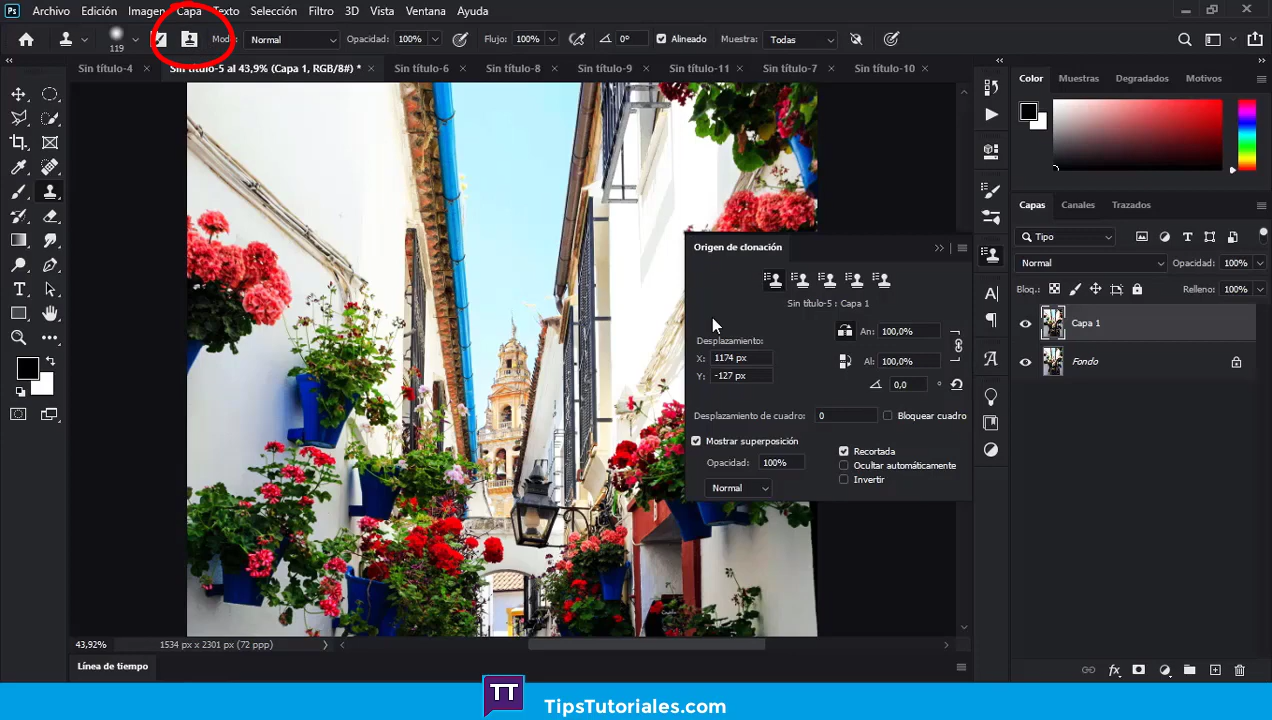 Ps Archivo Edición Imagen Capa Texto Selección Filtro 3D Vista Ventana Ayuda
119 Modo: Normal Opacidad: 100% Flujo: 100% 0° Alineado Muestra: Todas
Sin título-4 × Sin título-5 al 43,9% (Capa 1, RGB/8#) * × Sin título-6 × Sin título-8 × Sin título-9 × Sin título-11 × Sin título-7 × Sin título-10 ×
Color Muestras Degradados Motivos
Capas Canales Trazados
Tipo
Normal Opacidad: 100%
Bloq.: Relleno: 100%
Capa 1
Fondo
Origen de clonación
Sin título-5 : Capa 1
Desplazamiento:
X: 1174 px
Y: -127 px
An: 100,0%
Al: 100,0%
0,0 °
Desplazamiento de cuadro: 0 Bloquear cuadro
Mostrar superposición
Opacidad: 100%
Normal
Recortada
Ocultar automáticamente
Invertir
43,92% 1534 px x 2301 px (72 ppp)
Línea de tiempo
TT TipsTutoriales.com